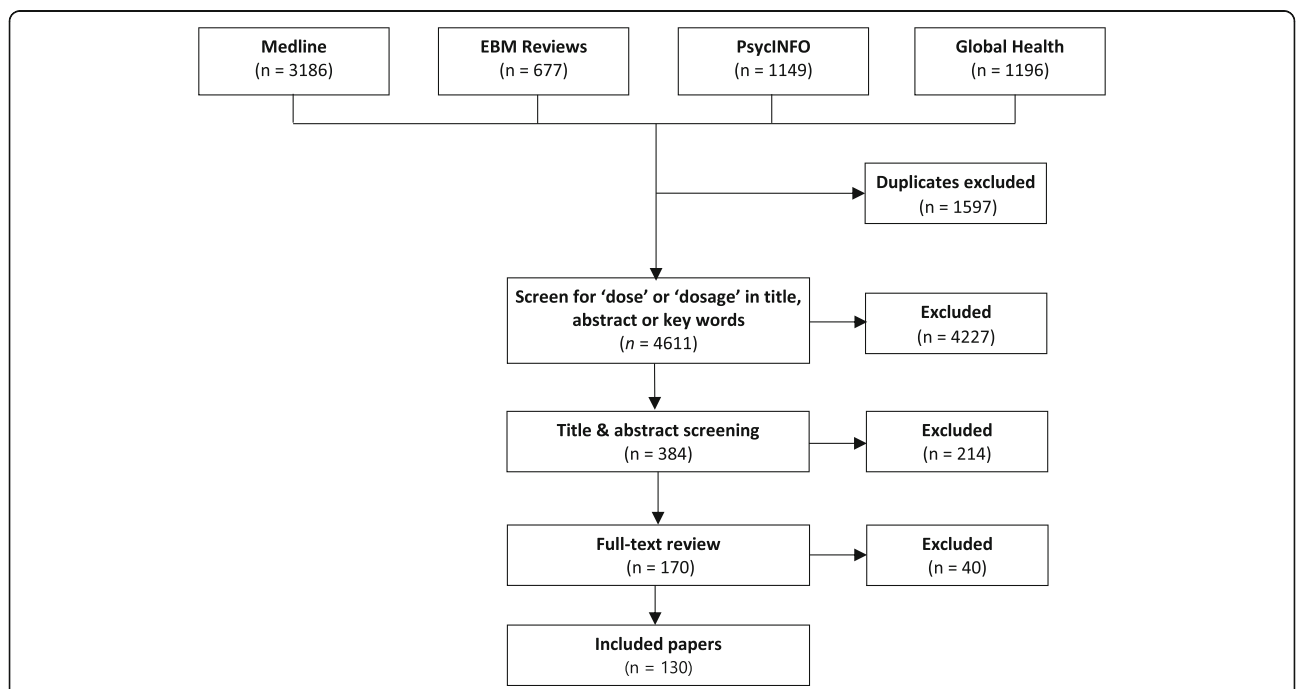 Medline
(n = 3186)
EBM Reviews
(n = 677)
PsycINFO
(n = 1149)
Global Health
(n = 1196)
Duplicates excluded
(n = 1597)
Screen for ‘dose’ or ‘dosage’ in title,
abstract or key words
(n = 4611)
Excluded
(n = 4227)
Title & abstract screening
(n = 384)
Excluded
(n = 214)
Full-text review
(n = 170)
Excluded
(n = 40)
Included papers
(n = 130)